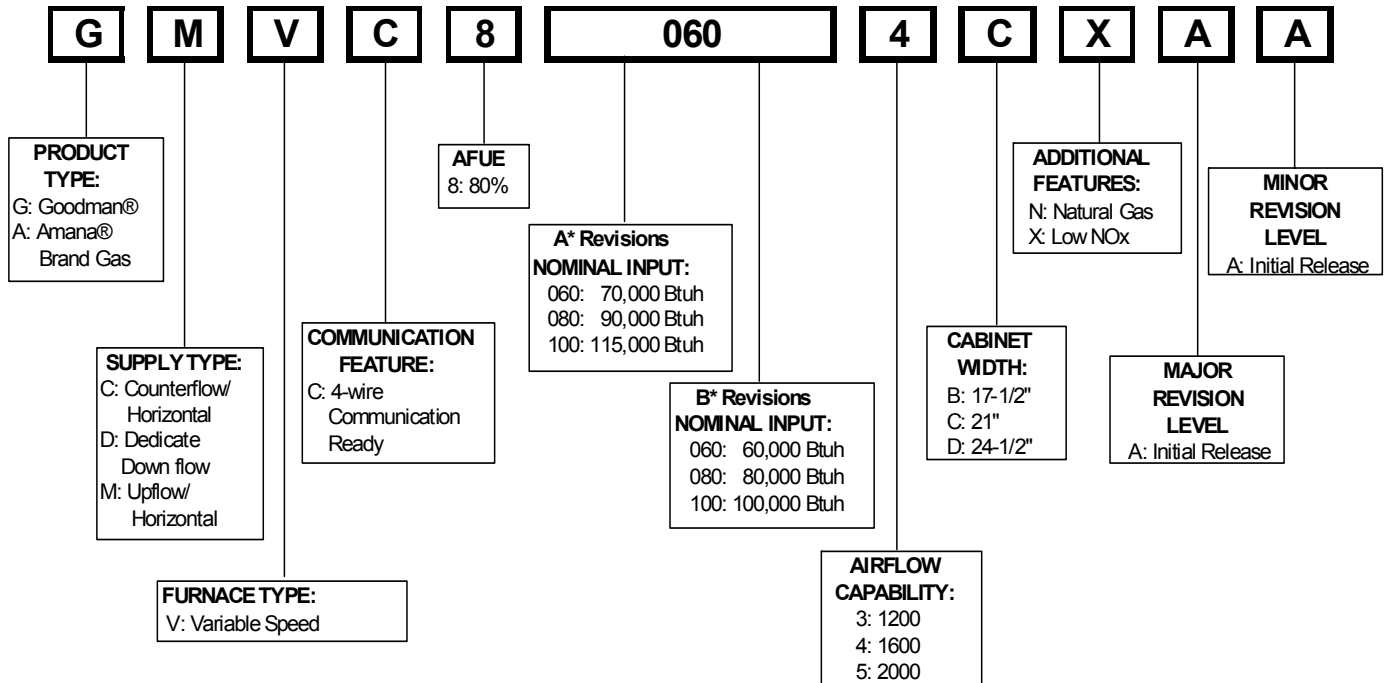 G M V C 8 060 4 C X A A
PRODUCT
TYPE:
G: Goodman®
A: Amana®
Brand Gas
SUPPLY TYPE:
C: Counterflow/
Horizontal
D: Dedicate
Down flow
M: Upflow/
Horizontal
FURNACE TYPE:
V: Variable Speed
COMMUNICATION
FEATURE:
C: 4-wire
Communication
Ready
AFUE
8: 80%
A* Revisions
NOMINAL INPUT:
060: 70,000 Btuh
080: 90,000 Btuh
100: 115,000 Btuh
B* Revisions
NOMINAL INPUT:
060: 60,000 Btuh
080: 80,000 Btuh
100: 100,000 Btuh
AIRFLOW
CAPABILITY:
3: 1200
4: 1600
5: 2000
CABINET
WIDTH:
B: 17-1/2"
C: 21"
D: 24-1/2"
ADDITIONAL
FEATURES:
N: Natural Gas
X: Low NOx
MAJOR
REVISION
LEVEL
A: Initial Release
MINOR
REVISION
LEVEL
A: Initial Release